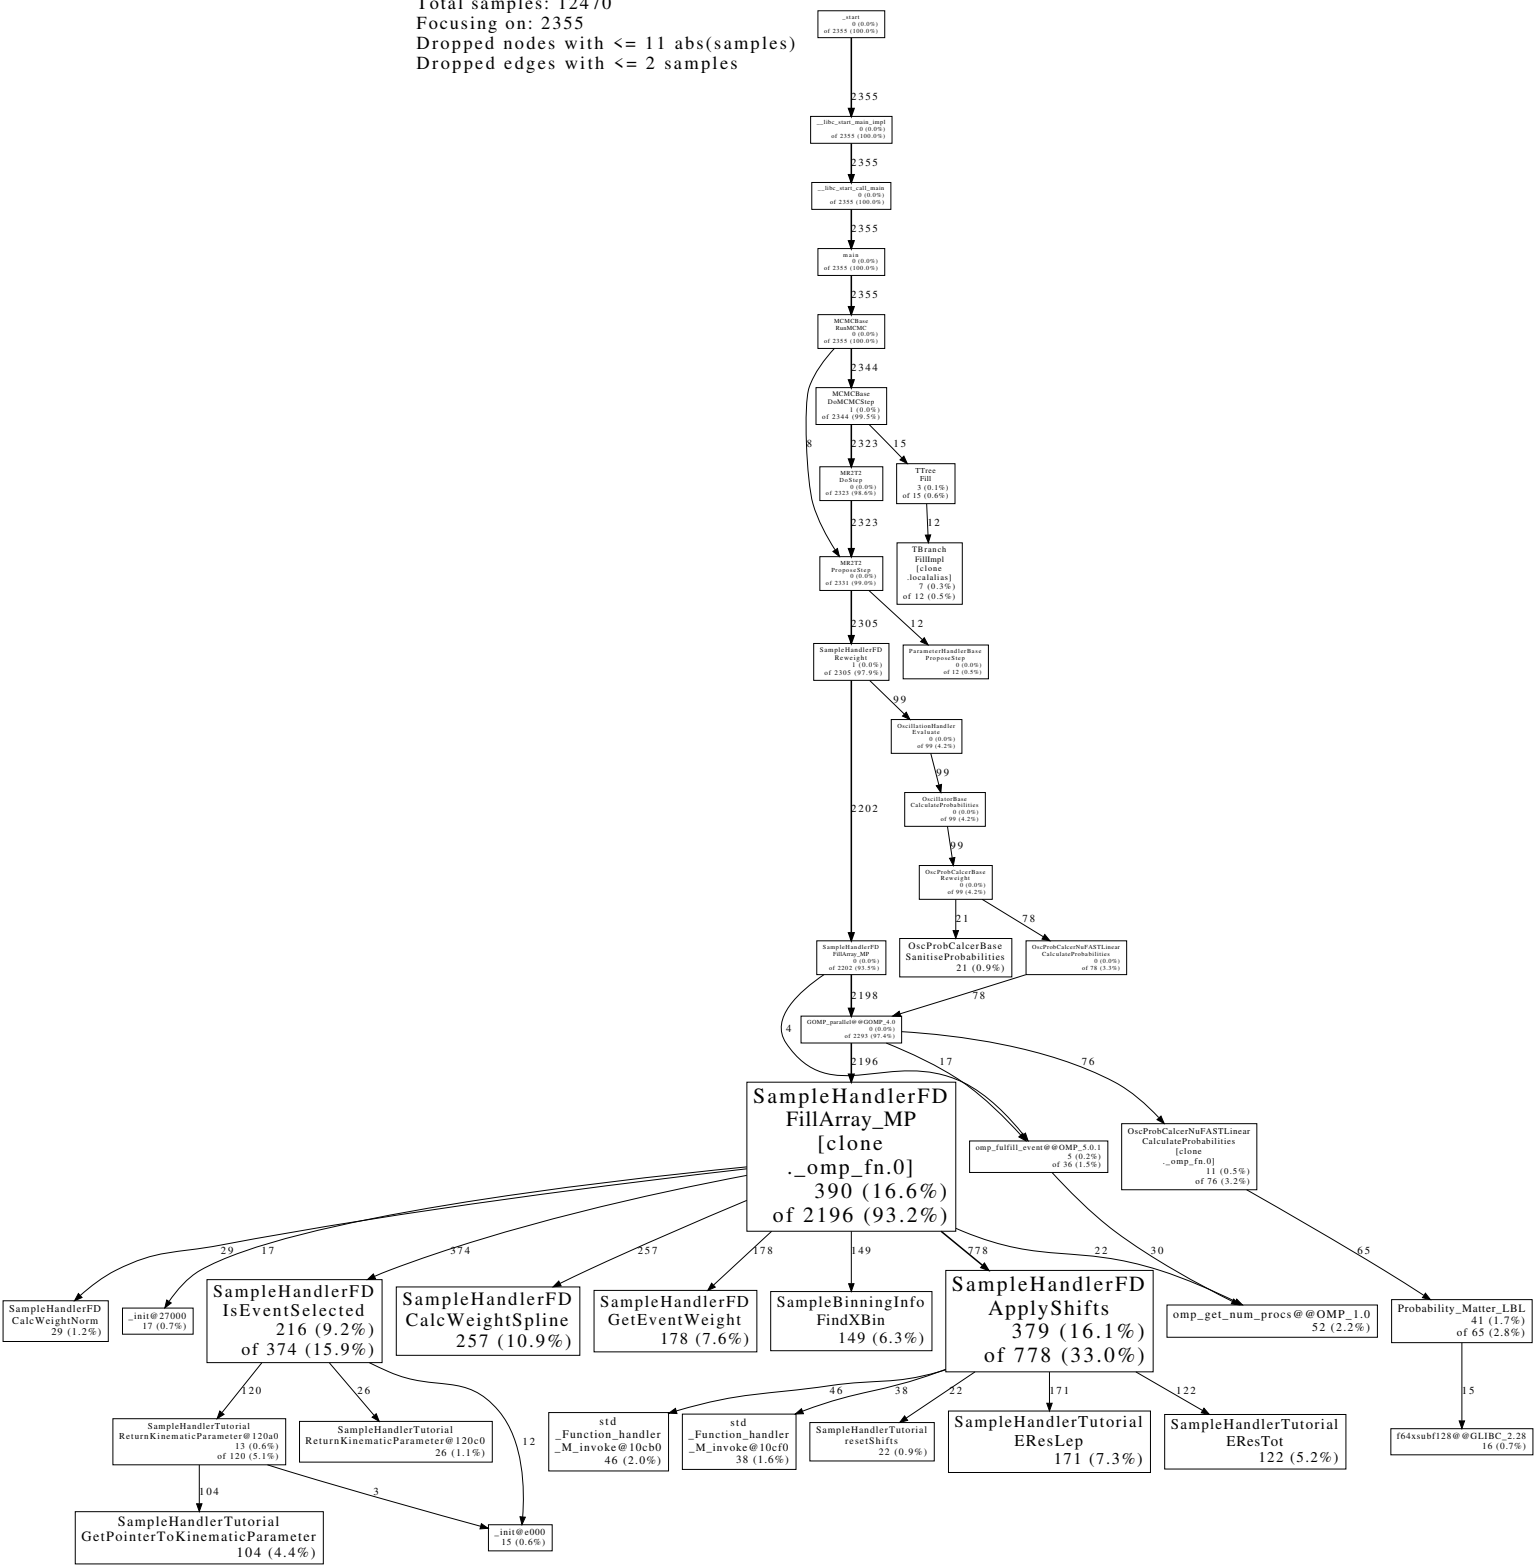 Total samples: 12470
Focusing on: 2355
Dropped nodes with <= 11 abs(samples)
Dropped edges with <= 2 samples
_start
0 (0.0%)
of 2355 (100.0%)
2355
__libc_start_main_impl
0 (0.0%)
of 2355 (100.0%)
2355
__libc_start_call_main
0 (0.0%)
of 2355 (100.0%)
2355
main
0 (0.0%)
of 2355 (100.0%)
2355
MCMCBase
RunMCMC
0 (0.0%)
of 2355 (100.0%)
2344
MCMCBase
DoMCMCStep
1 (0.0%)
of 2344 (99.5%)
8
2323
15
MR2T2
DoStep
0 (0.0%)
of 2323 (98.6%)
TTree
Fill
3 (0.1%)
of 15 (0.6%)
2323
12
MR2T2
ProposeStep
0 (0.0%)
of 2331 (99.0%)
TBranch
FillImpl
[clone
.localalias]
7 (0.3%)
of 12 (0.5%)
2305
12
SampleHandlerFD
Reweight
1 (0.0%)
of 2305 (97.9%)
ParameterHandlerBase
ProposeStep
0 (0.0%)
of 12 (0.5%)
99
OscillationHandler
Evaluate
0 (0.0%)
of 99 (4.2%)
99
2202
OscillatorBase
CalculateProbabilities
0 (0.0%)
of 99 (4.2%)
99
OscProbCalcerBase
Reweight
0 (0.0%)
of 99 (4.2%)
21
78
SampleHandlerFD
FillArray_MP
0 (0.0%)
of 2202 (93.5%)
OscProbCalcerBase
SanitiseProbabilities
21 (0.9%)
OscProbCalcerNuFASTLinear
CalculateProbabilities
0 (0.0%)
of 78 (3.3%)
2198
78
4
GOMP_parallel@@GOMP_4.0
0 (0.0%)
of 2293 (97.4%)
2196
17
76
SampleHandlerFD
FillArray_MP
[clone
._omp_fn.0]
390 (16.6%)
of 2196 (93.2%)
omp_fulfill_event@@OMP_5.0.1
5 (0.2%)
of 36 (1.5%)
OscProbCalcerNuFASTLinear
CalculateProbabilities
[clone
._omp_fn.0]
11 (0.5%)
of 76 (3.2%)
29
17
374
257
178
149
778
22
30
65
SampleHandlerFD
CalcWeightNorm
29 (1.2%)
_init@27000
17 (0.7%)
SampleHandlerFD
IsEventSelected
216 (9.2%)
of 374 (15.9%)
SampleHandlerFD
CalcWeightSpline
257 (10.9%)
SampleHandlerFD
GetEventWeight
178 (7.6%)
SampleBinningInfo
FindXBin
149 (6.3%)
SampleHandlerFD
ApplyShifts
379 (16.1%)
of 778 (33.0%)
omp_get_num_procs@@OMP_1.0
52 (2.2%)
Probability_Matter_LBL
41 (1.7%)
of 65 (2.8%)
120
26
12
46
38
22
171
122
15
SampleHandlerTutorial
ReturnKinematicParameter@120a0
13 (0.6%)
of 120 (5.1%)
SampleHandlerTutorial
ReturnKinematicParameter@120c0
26 (1.1%)
std
_Function_handler
_M_invoke@10cb0
46 (2.0%)
std
_Function_handler
_M_invoke@10cf0
38 (1.6%)
SampleHandlerTutorial
resetShifts
22 (0.9%)
SampleHandlerTutorial
EResLep
171 (7.3%)
SampleHandlerTutorial
EResTot
122 (5.2%)
f64xsubf128@@GLIBC_2.28
16 (0.7%)
104
3
SampleHandlerTutorial
GetPointerToKinematicParameter
104 (4.4%)
_init@e000
15 (0.6%)